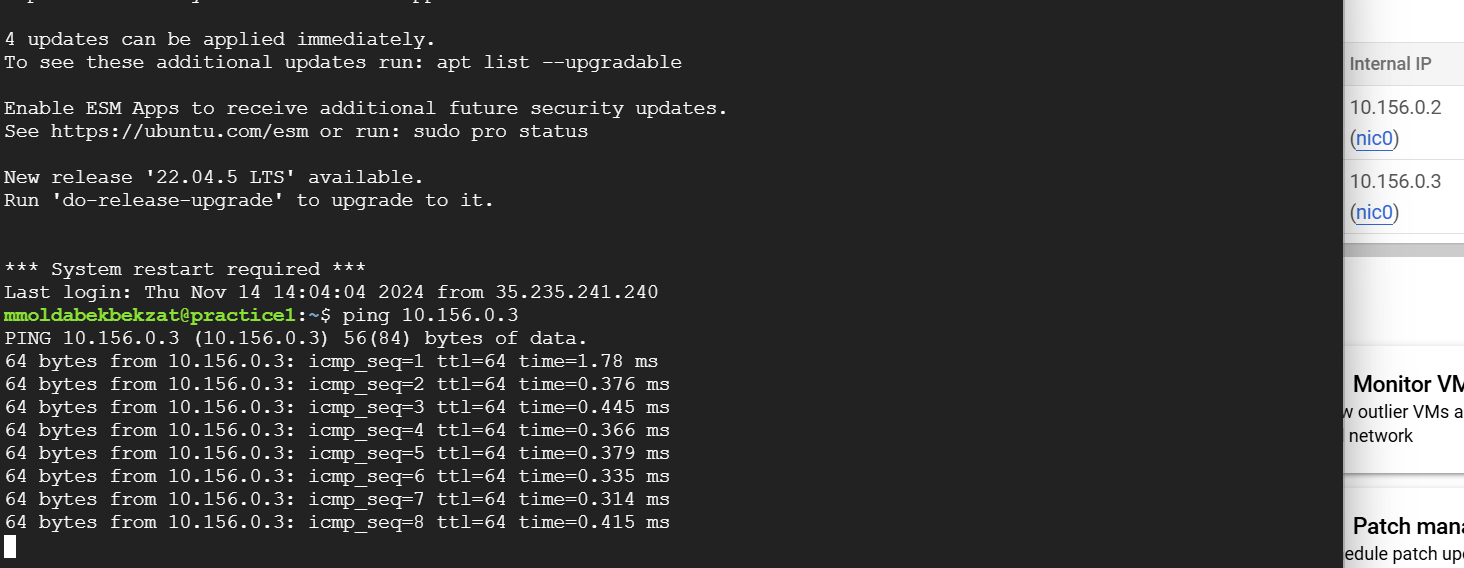 4 updates can be applied immediately.
To see these additional updates run: apt list --upgradable
Enable ESM Apps to receive additional future security updates.
See https://ubuntu.com/esm or run: sudo pro status
New release '22.04.5 LTS' available.
Run 'do-release-upgrade' to upgrade to it.
*** System restart required ***
Last login: Thu Nov 14 14:04:04 2024 from 35.235.241.240
mmoldabekbekzat@practice1:~$ ping 10.156.0.3
PING 10.156.0.3 (10.156.0.3) 56(84) bytes of data.
64 bytes from 10.156.0.3: icmp_seq=1 ttl=64 time=1.78 ms
64 bytes from 10.156.0.3: icmp_seq=2 ttl=64 time=0.376 ms
64 bytes from 10.156.0.3: icmp_seq=3 ttl=64 time=0.445 ms
64 bytes from 10.156.0.3: icmp_seq=4 ttl=64 time=0.366 ms
64 bytes from 10.156.0.3: icmp_seq=5 ttl=64 time=0.379 ms
64 bytes from 10.156.0.3: icmp_seq=6 ttl=64 time=0.335 ms
64 bytes from 10.156.0.3: icmp_seq=7 ttl=64 time=0.314 ms
64 bytes from 10.156.0.3: icmp_seq=8 ttl=64 time=0.415 ms
Internal IP
10.156.0.2
(nic0)
10.156.0.3
(nic0)
Monitor VM
w outlier VMs a
network
Patch mana
edule patch up